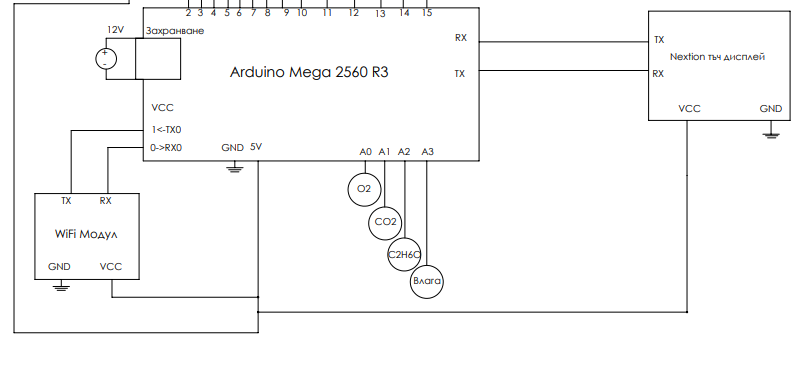 2 3 4 5 6 7 8 9 10 11 12 13 14 15
12V Захранване
+
-
RX
TX
Arduino Mega 2560 R3
VCC
1<-TX0
0->RX0
GND 5V
A0 A1 A2 A3
TX
RX
Nextion тъч дисплей
VCC GND
O2
CO2
C2H6O
Влага
TX RX
WiFi Модул
GND VCC